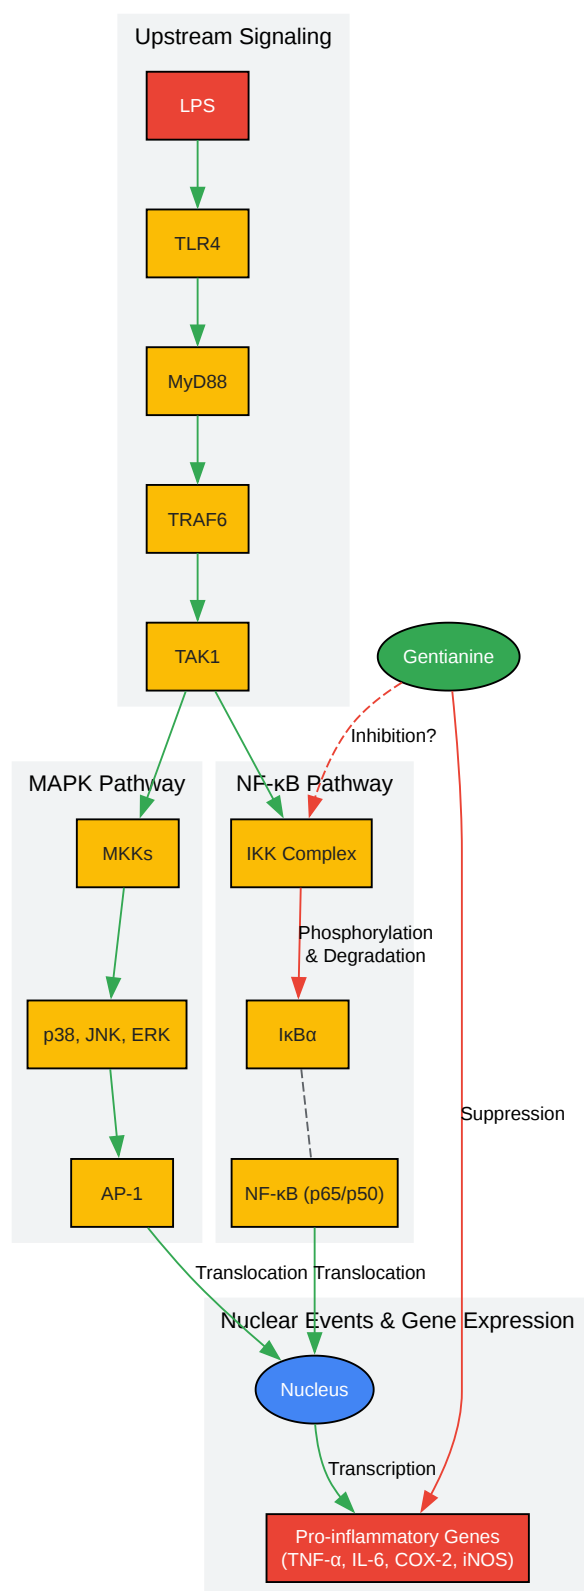 Upstream Signaling
LPS
TLR4
MyD88
TRAF6
TAK1
Gentianine
Inhibition?
MAPK Pathway
NF-κB Pathway
MKKs
IKK Complex
Phosphorylation
& Degradation
p38, JNK, ERK
IκBα
Suppression
AP-1
NF-κB (p65/p50)
Translocation
Translocation
Nuclear Events & Gene Expression
Nucleus
Transcription
Pro-inflammatory Genes
(TNF-α, IL-6, COX-2, iNOS)